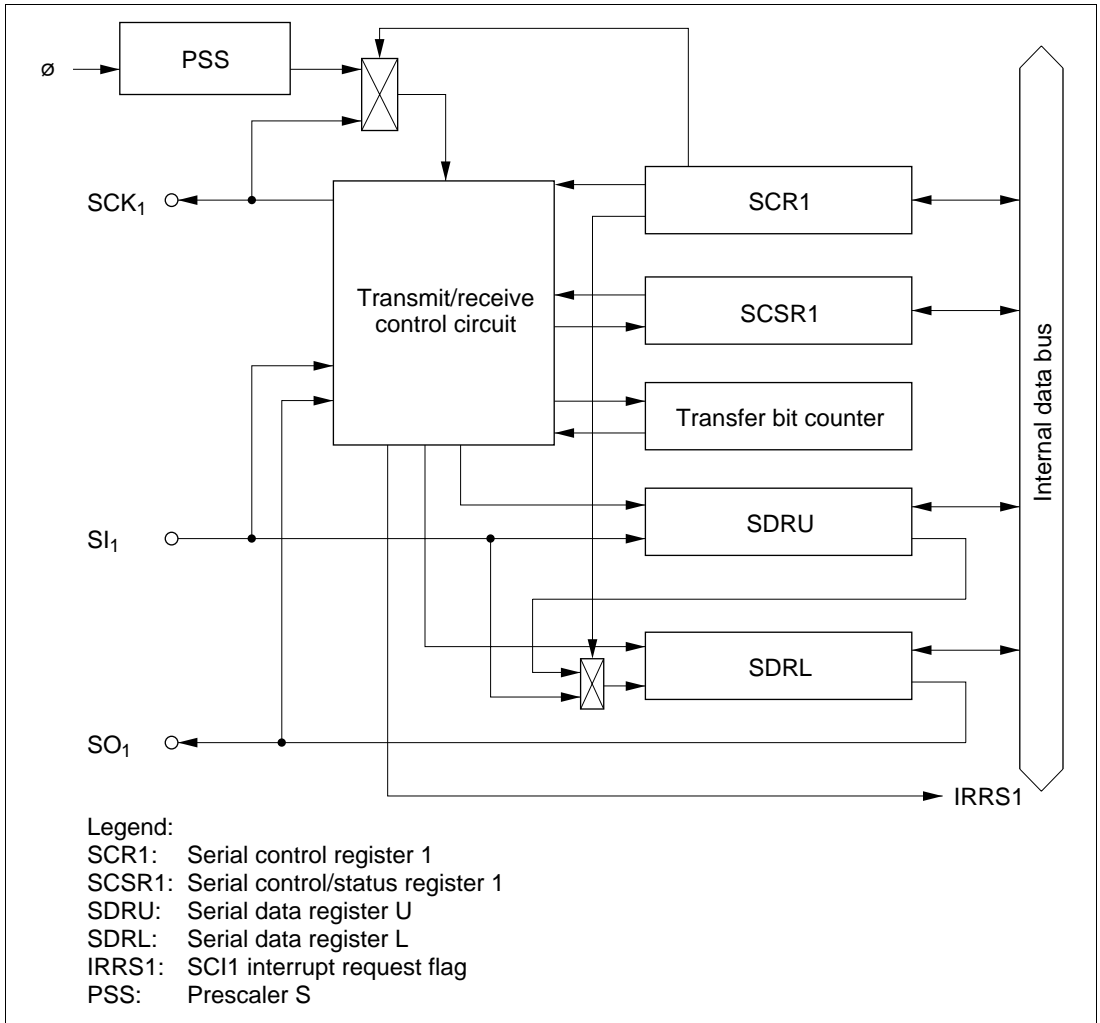 ø
PSS
SCK1
SCR1
Transmit/receive
control circuit
SCSR1
Transfer bit counter
Internal data bus
SI1
SDRU
SDRL
SO1
IRRS1
Legend:
SCR1: Serial control register 1
SCSR1: Serial control/status register 1
SDRU: Serial data register U
SDRL: Serial data register L
IRRS1: SCI1 interrupt request flag
PSS: Prescaler S